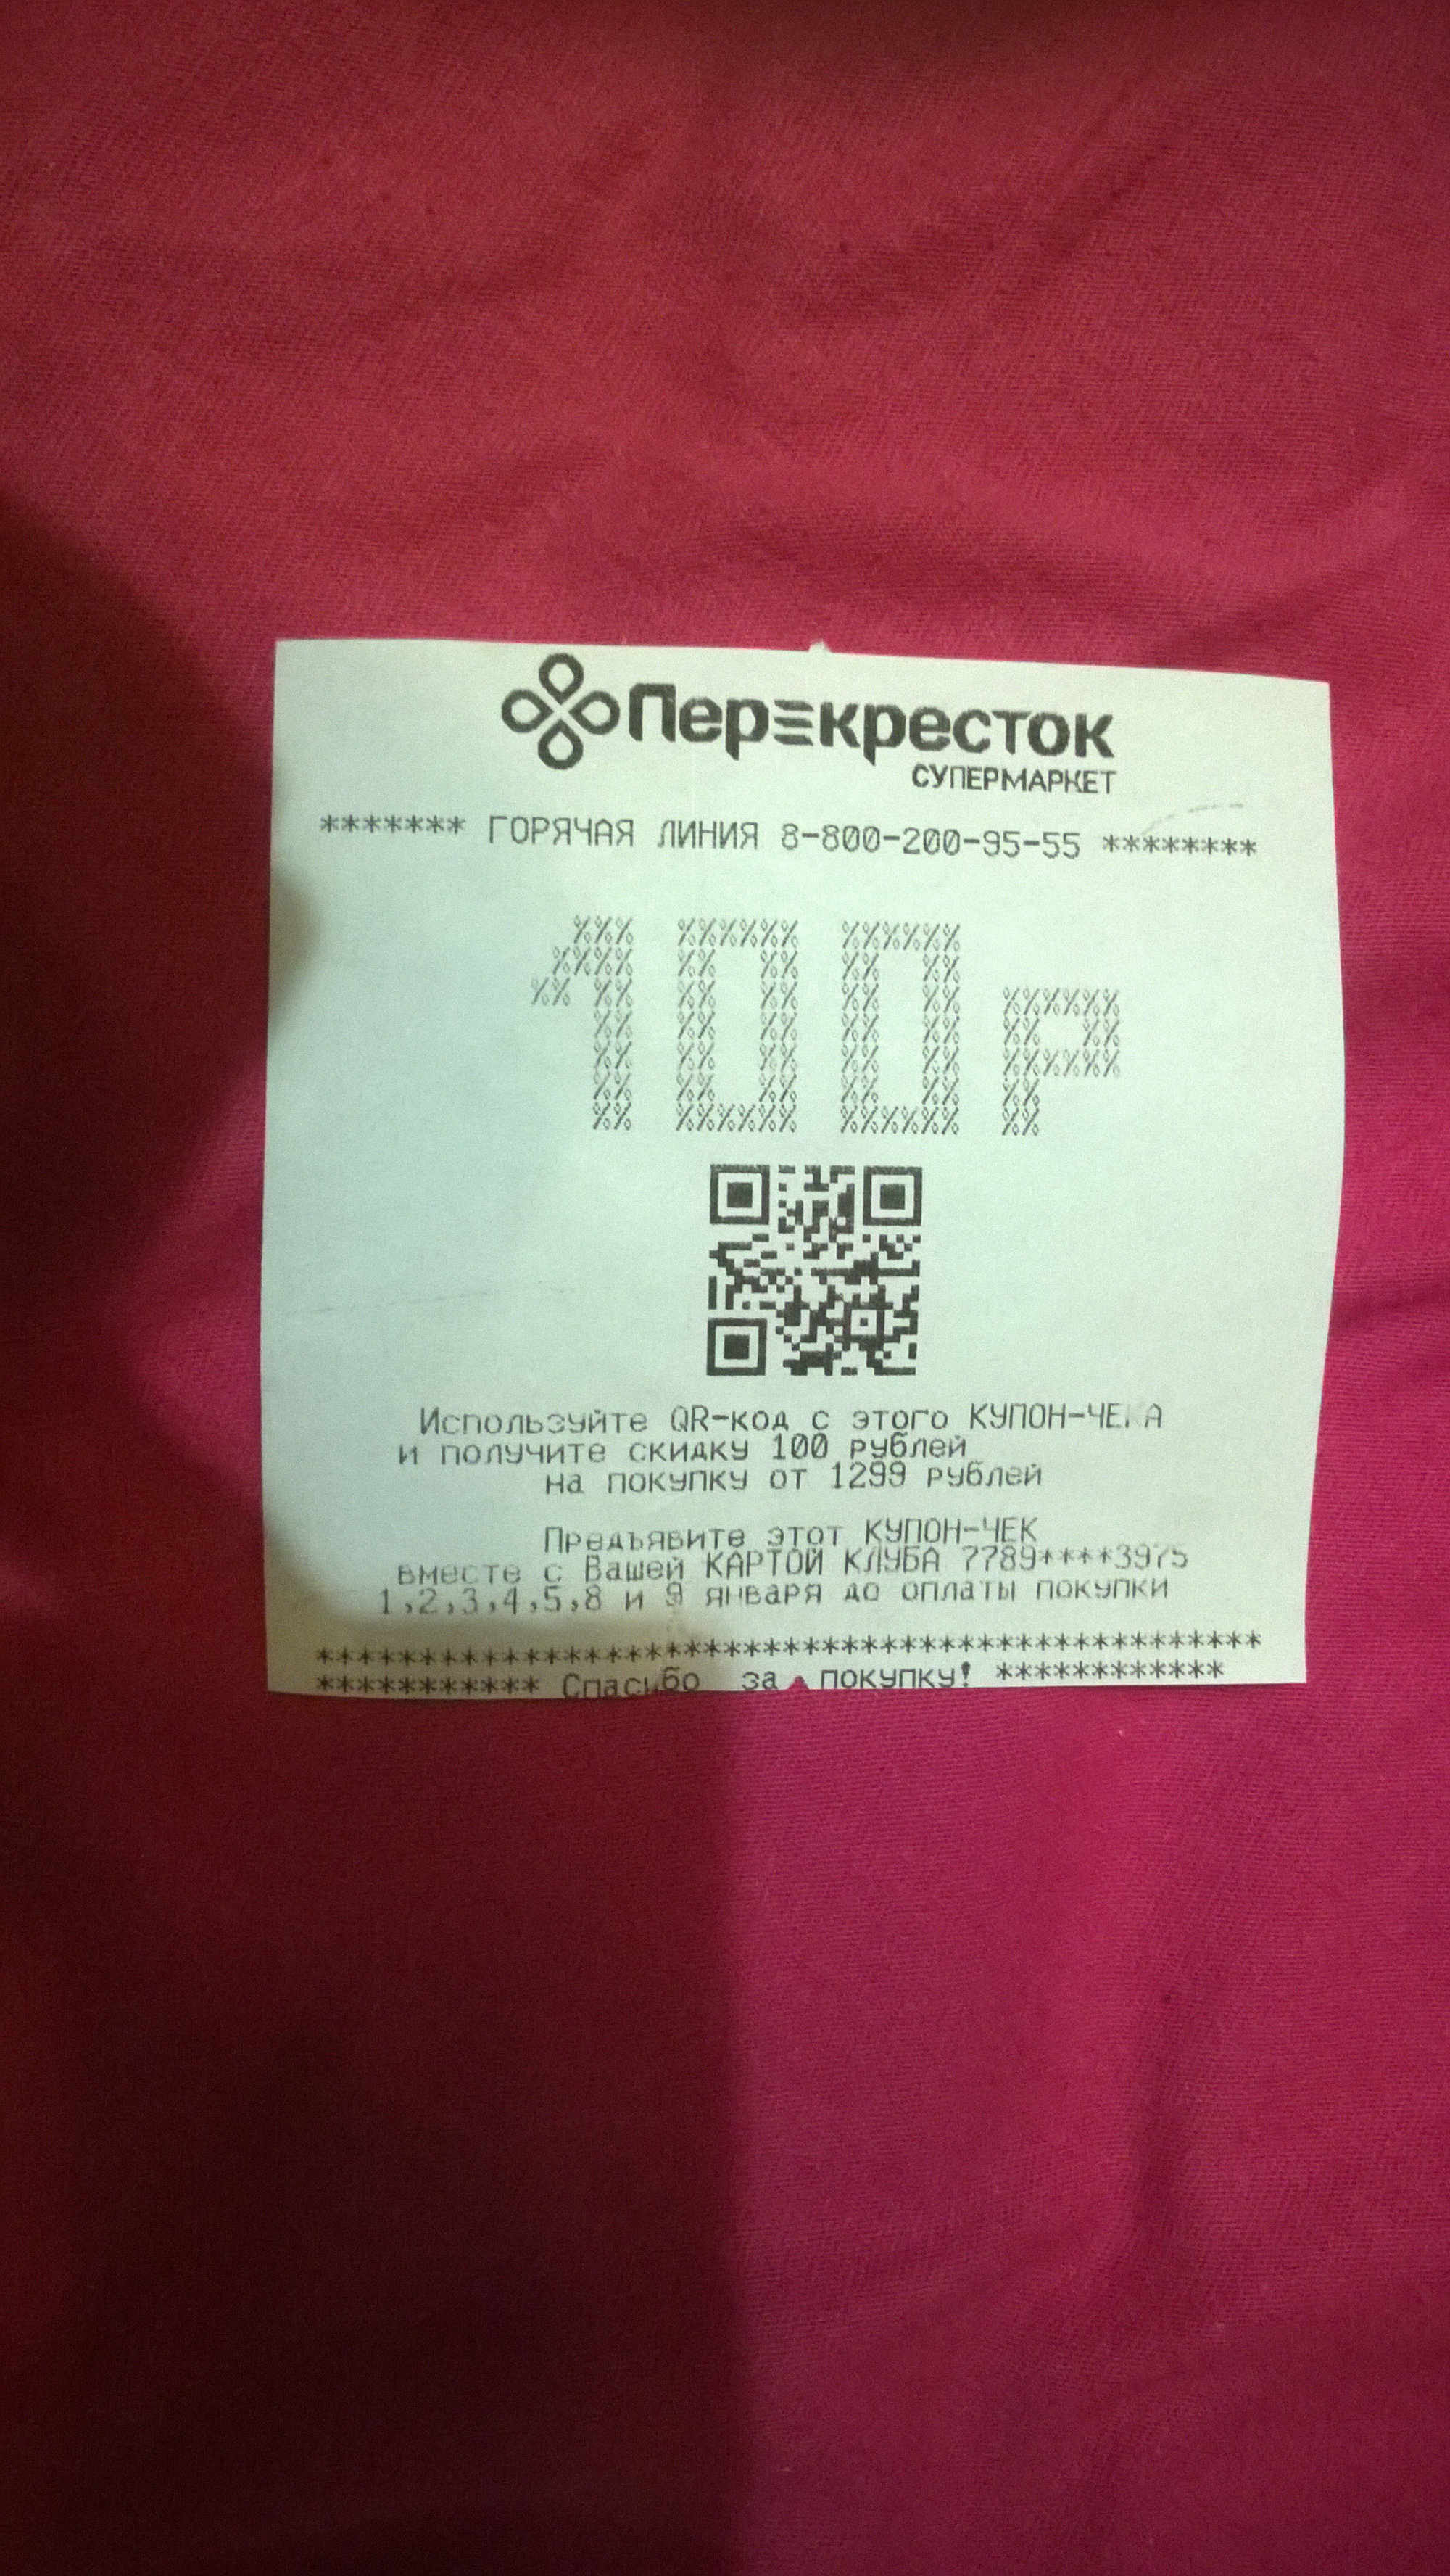 Перекресток
СУПЕРМАРКЕТ
******* ГОРЯЧАЯ ЛИНИЯ 8-800-200-95-55 ********
100Р
Используйте QR-код с этого КУПОН-ЧЕКА
и получите скидку 100 рублей
на покупку от 1299 рублей
Предъявите этот КУПОН-ЧЕК
вместе с Вашей КАРТОЙ КЛУБА 7789****3975
1,2,3,4,5,8 и 9 января до оплаты покупки
***********************************************
*********** Спасибо за покупку! ************